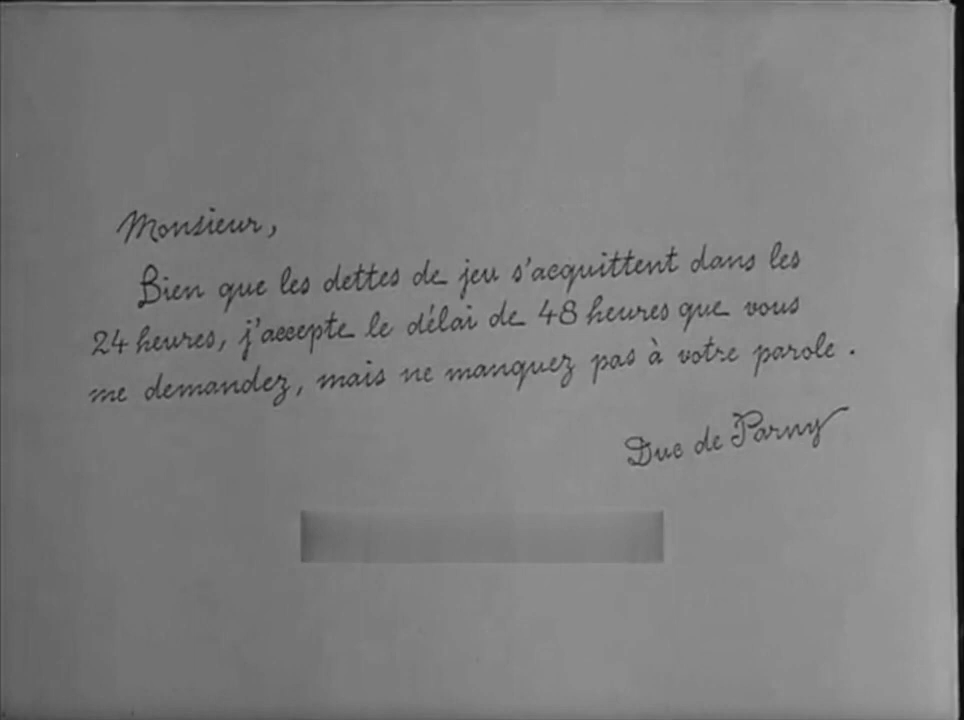 Monsieur,
Bien que les dettes de jeu s'acquittent dans les
24 heures, j'accepte le délai de 48 heures que vous
me demandez, mais ne manquez pas à votre parole.
Duc de Parny